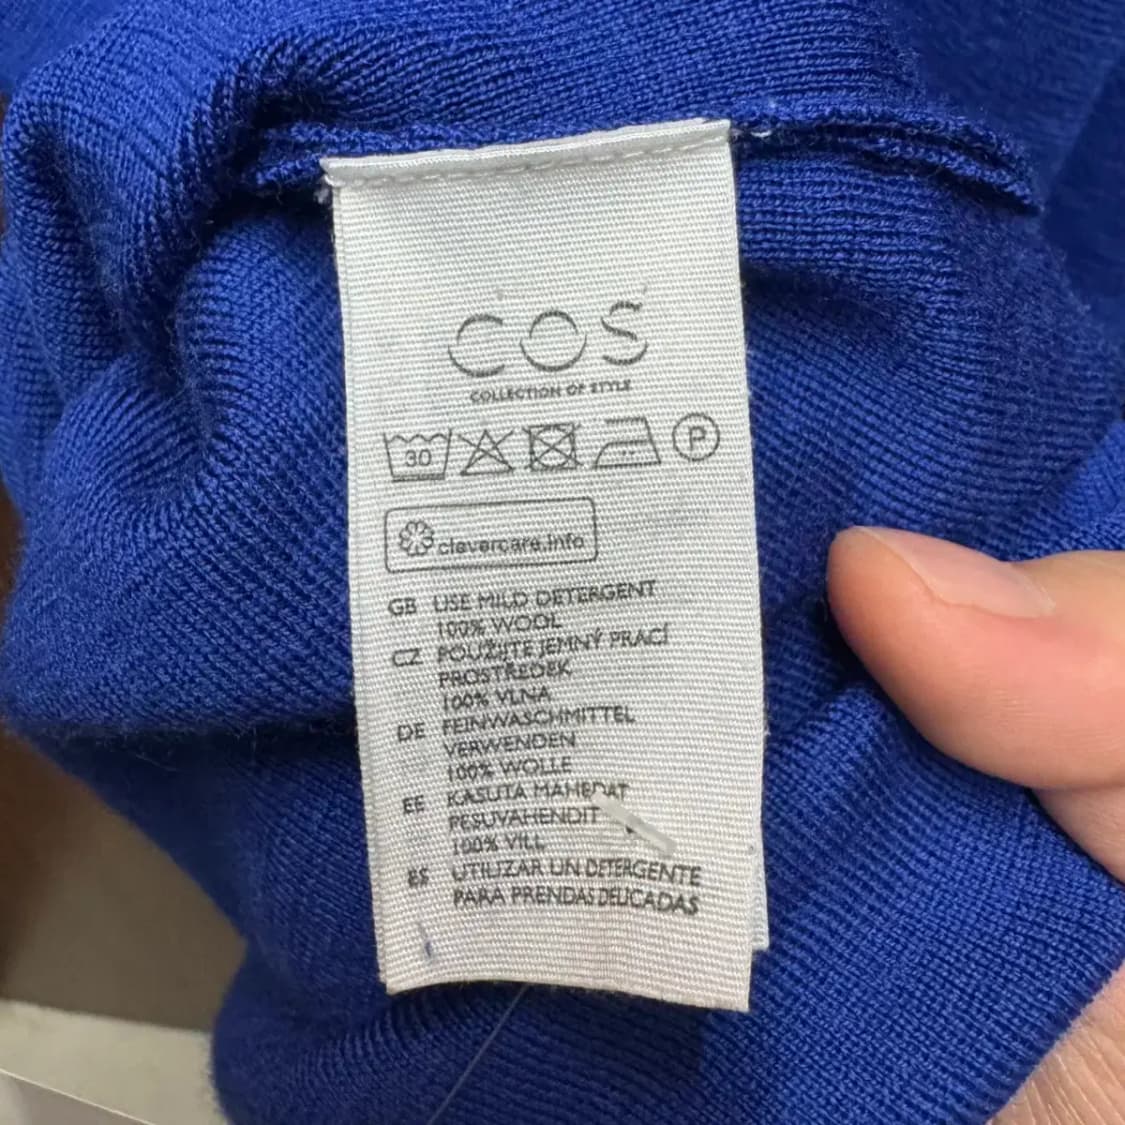 COS
COLLECTION OF STYLE
30
P
clevercare.info
GB USE MILD DETERGENT
100% WOOL
CZ POUŽIJTE JEMNÝ PRACÍ
PROSTŘEDEK
100% VLNA
DE FEINWASCHMITTEL
VERWENDEN
100% WOLLE
EE KASUTA MAHEDAT
PESUVAHENDIT
100% VILL
ES UTILIZAR UN DETERGENTE
PARA PRENDAS DELICADAS